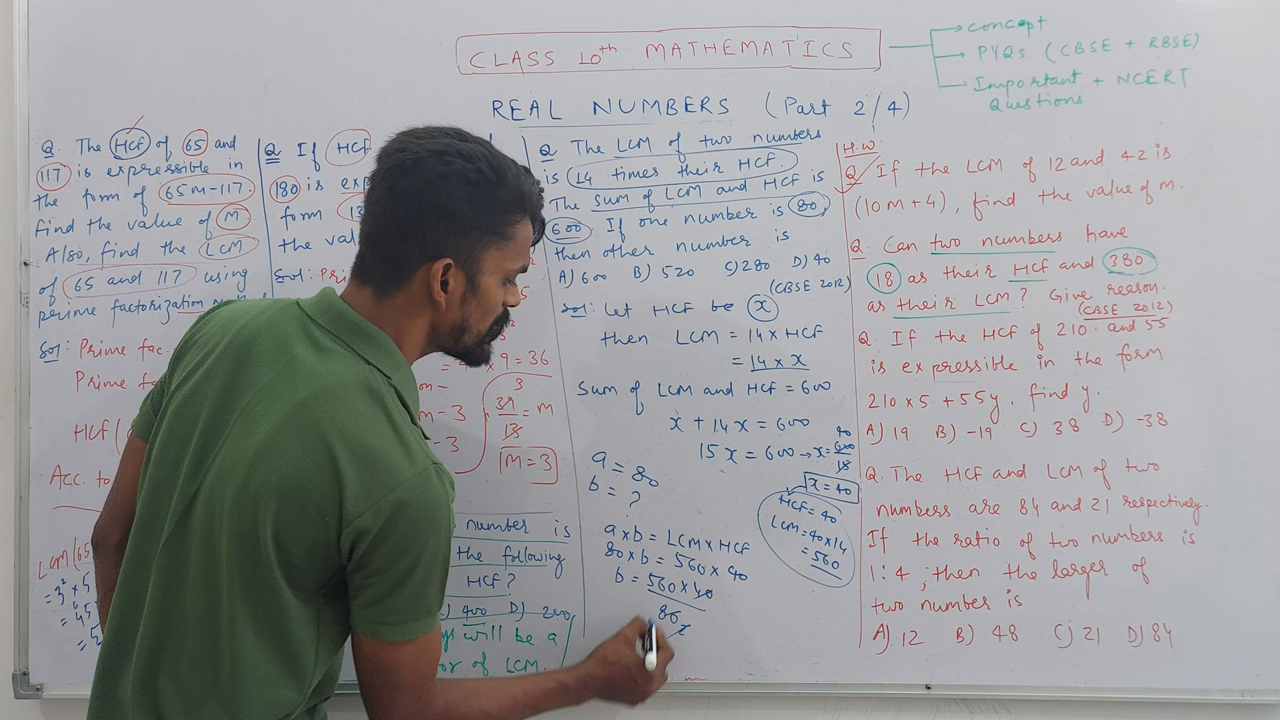 CLASS 10th MATHEMATICS
concept
PYQs (CBSE + RBSE)
Important + NCERT
Questions
REAL NUMBERS (Part 2/4)
Q. The HCF of 65 and
117 is expressible in
the form of 65M-117.
find the value of M
Also, find the LCM
of 65 and 117 using
prime factorization
Sol: Prime fac.
Prime fa
HCF(
Acc. to
LCM(65
Q If HCF
180 is exp
form 13
the val
Sol: Pri
× 9 = 36
m-3
-3
39/13 = M
M=3
number is
the following
HCF?
400 D) 200
will be a
of LCM.
Q The LCM of two numbers
is 14 times their HCF.
The sum of LCM and HCF is
600. If one number is 80,
then other number is
A) 600 B) 520 C) 280 D) 40
(CBSE 2012)
Sol: Let HCF be x
then LCM = 14 × HCF
= 14 × x
Sum of LCM and HCF = 600
x + 14x = 600
15x = 600 → x = 600/15
40
x = 40
HCF = 40
LCM = 40×14
= 560
a = 80
b = ?
a×b = LCM×HCF
80×b = 560 × 40
b = 560×40
80
2
H.W.
Q. If the LCM of 12 and 42 is
(10M+4), find the value of M.
Q. Can two numbers have
18 as their HCF and 380
as their LCM? Give reason.
(CBSE 2012)
Q. If the HCF of 210 and 55
is expressible in the form
210×5 + 55y, find y.
A) 19 B) -19 C) 38 D) -38
Q. The HCF and LCM of two
numbers are 84 and 21 respectively.
If the ratio of two numbers is
1:4, then the larger of
two number is
A) 12 B) 48 C) 21 D) 84